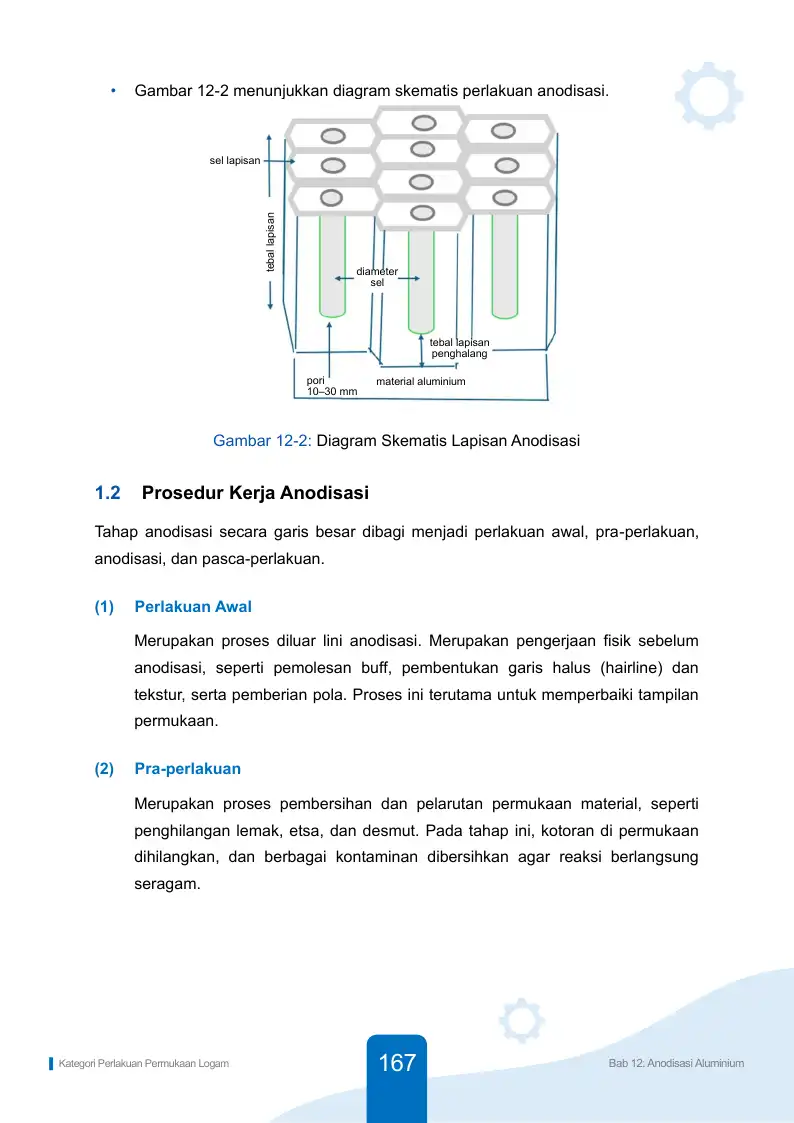 • Gambar 12-2 menunjukkan diagram skematis perlakuan anodisasi.
sel lapisan
tebal lapisan
diameter
sel
tebal lapisan
penghalang
pori
10–30 mm
material aluminium
Gambar 12-2: Diagram Skematis Lapisan Anodisasi
1.2 Prosedur Kerja Anodisasi
Tahap anodisasi secara garis besar dibagi menjadi perlakuan awal, pra-perlakuan,
anodisasi, dan pasca-perlakuan.
(1) Perlakuan Awal
Merupakan proses diluar lini anodisasi. Merupakan pengerjaan fisik sebelum
anodisasi, seperti pemolesan buff, pembentukan garis halus (hairline) dan
tekstur, serta pemberian pola. Proses ini terutama untuk memperbaiki tampilan
permukaan.
(2) Pra-perlakuan
Merupakan proses pembersihan dan pelarutan permukaan material, seperti
penghilangan lemak, etsa, dan desmut. Pada tahap ini, kotoran di permukaan
dihilangkan, dan berbagai kontaminan dibersihkan agar reaksi berlangsung
seragam.
Kategori Perlakuan Permukaan Logam
167
Bab 12: Anodisasi Aluminium